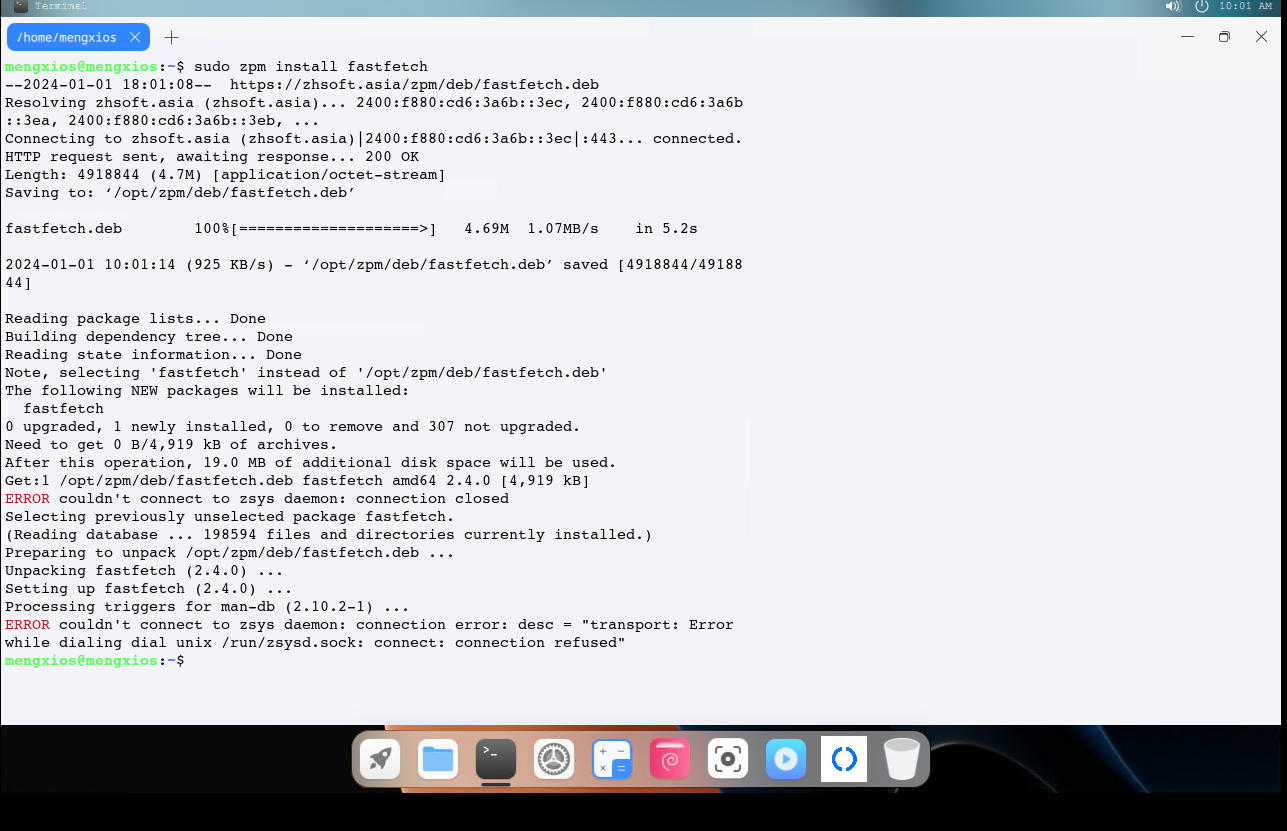 Terminal
10:01 AM
/home/mengxios
mengxios@mengxios:~$ sudo zpm install fastfetch
--2024-01-01 18:01:08--  https://zhsoft.asia/zpm/deb/fastfetch.deb
Resolving zhsoft.asia (zhsoft.asia)... 2400:f880:cd6:3a6b::3ec, 2400:f880:cd6:3a6b
::3ea, 2400:f880:cd6:3a6b::3eb, ...
Connecting to zhsoft.asia (zhsoft.asia)|2400:f880:cd6:3a6b::3ec|:443... connected.
HTTP request sent, awaiting response... 200 OK
Length: 4918844 (4.7M) [application/octet-stream]
Saving to: ‘/opt/zpm/deb/fastfetch.deb’
fastfetch.deb        100%[====================>]   4.69M  1.07MB/s    in 5.2s
2024-01-01 10:01:14 (925 KB/s) - ‘/opt/zpm/deb/fastfetch.deb’ saved [4918844/49188
44]
Reading package lists... Done
Building dependency tree... Done
Reading state information... Done
Note, selecting 'fastfetch' instead of '/opt/zpm/deb/fastfetch.deb'
The following NEW packages will be installed:
  fastfetch
0 upgraded, 1 newly installed, 0 to remove and 307 not upgraded.
Need to get 0 B/4,919 kB of archives.
After this operation, 19.0 MB of additional disk space will be used.
Get:1 /opt/zpm/deb/fastfetch.deb fastfetch amd64 2.4.0 [4,919 kB]
ERROR couldn't connect to zsys daemon: connection closed
Selecting previously unselected package fastfetch.
(Reading database ... 198594 files and directories currently installed.)
Preparing to unpack /opt/zpm/deb/fastfetch.deb ...
Unpacking fastfetch (2.4.0) ...
Setting up fastfetch (2.4.0) ...
Processing triggers for man-db (2.10.2-1) ...
ERROR couldn't connect to zsys daemon: connection error: desc = "transport: Error
while dialing dial unix /run/zsysd.sock: connect: connection refused"
mengxios@mengxios:~$